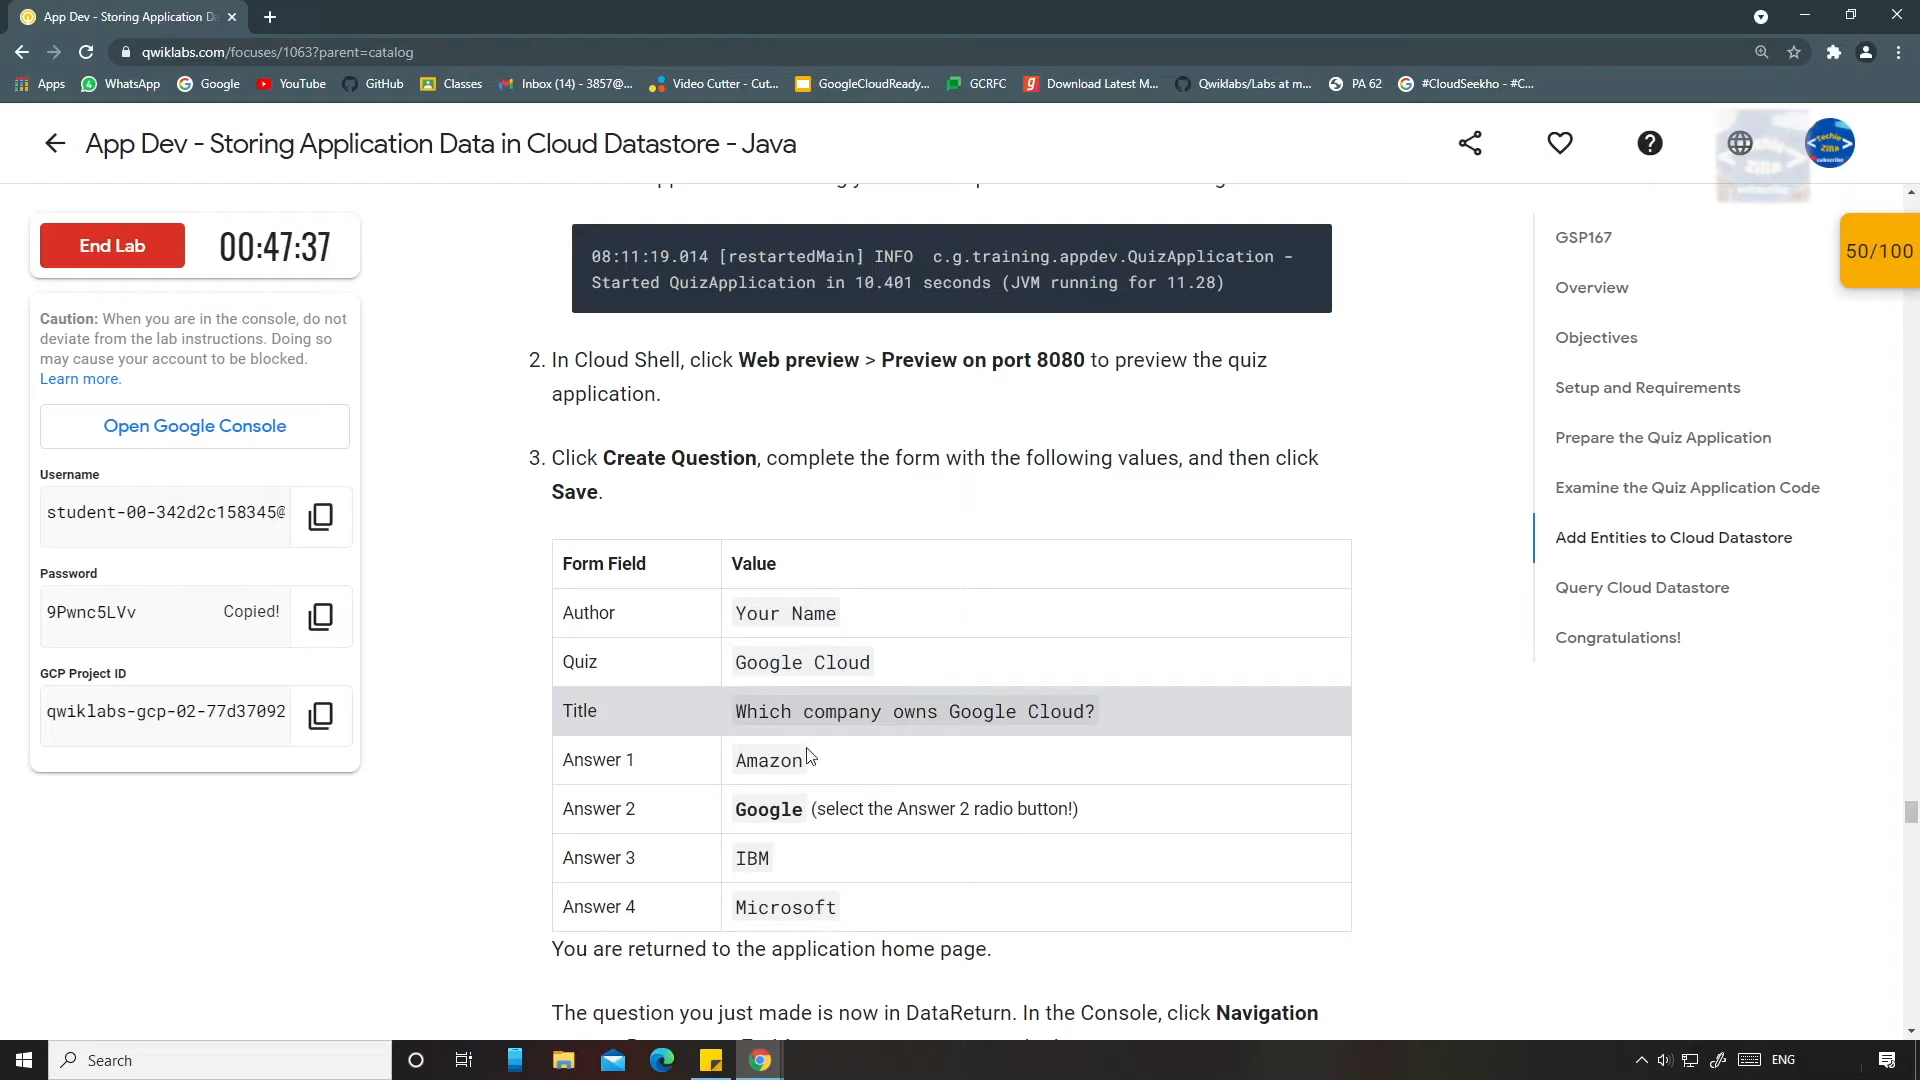 App Dev - Storing Application Da
qwiklabs.com/focuses/1063?parent=catalog
Apps WhatsApp Google YouTube GitHub Classes Inbox (14) - 3857@... Video Cutter - Cut... GoogleCloudReady... GCRFC Download Latest M... Qwiklabs/Labs at m... PA 62 #CloudSeekho - #C...
App Dev - Storing Application Data in Cloud Datastore - Java
End Lab 00:47:37
Caution: When you are in the console, do not
deviate from the lab instructions. Doing so
may cause your account to be blocked.
Learn more.
Open Google Console
Username
student-00-342d2c158345@
Password
9Pwnc5LVv Copied!
GCP Project ID
qwiklabs-gcp-02-77d37092
08:11:19.014 [restartedMain] INFO c.g.training.appdev.QuizApplication -
Started QuizApplication in 10.401 seconds (JVM running for 11.28)
2. In Cloud Shell, click Web preview > Preview on port 8080 to preview the quiz
application.
3. Click Create Question, complete the form with the following values, and then click
Save.
Form Field Value
Author Your Name
Quiz Google Cloud
Title Which company owns Google Cloud?
Answer 1 Amazon
Answer 2 Google (select the Answer 2 radio button!)
Answer 3 IBM
Answer 4 Microsoft
You are returned to the application home page.
The question you just made is now in DataReturn. In the Console, click Navigation
GSP167
Overview
Objectives
Setup and Requirements
Prepare the Quiz Application
Examine the Quiz Application Code
Add Entities to Cloud Datastore
Query Cloud Datastore
Congratulations!
50/100
<Techie
Zilla>
subscribe
Search
ENG